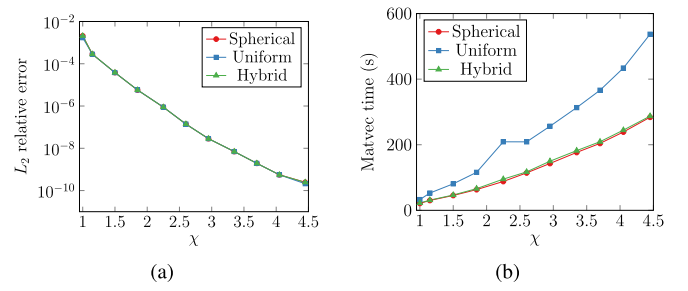 10−2
10−4
10−6
10−8
10−10
L2 relative error
Spherical
Uniform
Hybrid
1 1.5 2 2.5 3 3.5 4 4.5
χ
(a)
600
400
200
0
Matvec time (s)
Spherical
Uniform
Hybrid
1 1.5 2 2.5 3 3.5 4 4.5
χ
(b)